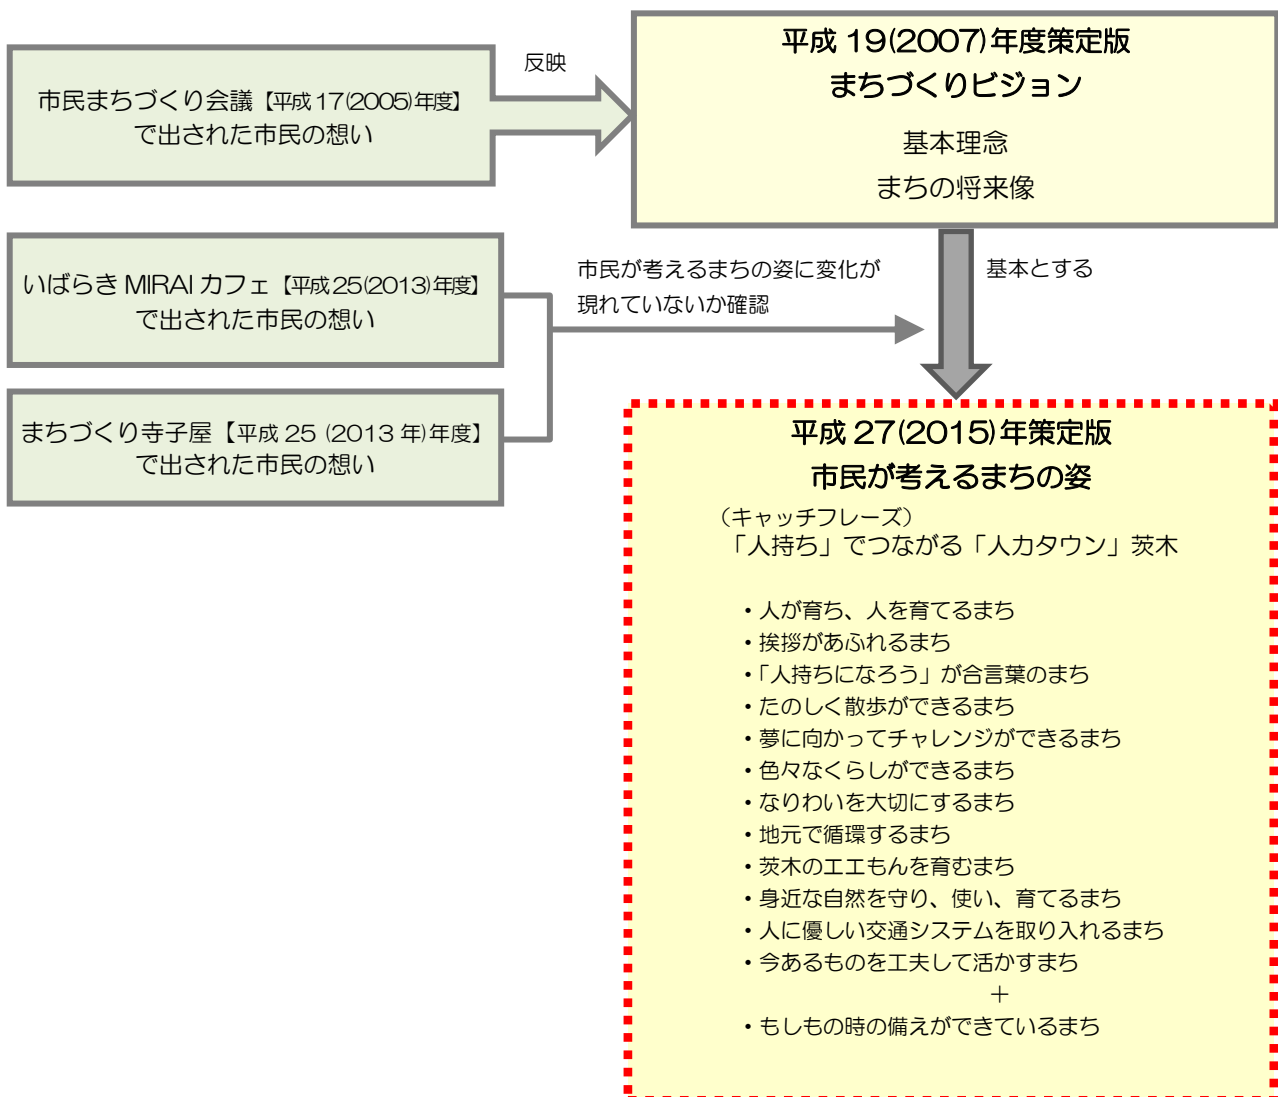 市民まちづくり会議【平成17(2005)年度】
で出された市民の想い
反映
平成 19(2007)年度策定版
まちづくりビジョン
基本理念
まちの将来像
いばらき MIRAI カフェ【平成25(2013)年度】
で出された市民の想い
まちづくり寺子屋【平成 25 (2013 年)年度】
で出された市民の想い
市民が考えるまちの姿に変化が
現れていないか確認
基本とする
平成 27(2015)年策定版
市民が考えるまちの姿
（キャッチフレーズ）
「人持ち」でつながる「人力タウン」茨木
・人が育ち、人を育てるまち
・挨拶があふれるまち
・「人持ちになろう」が合言葉のまち
・たのしく散歩ができるまち
・夢に向かってチャレンジができるまち
・色々なくらしができるまち
・なりわいを大切にするまち
・地元で循環するまち
・茨木のエエもんを育むまち
・身近な自然を守り、使い、育てるまち
・人に優しい交通システムを取り入れるまち
・今あるものを工夫して活かすまち
＋
・もしもの時の備えができているまち